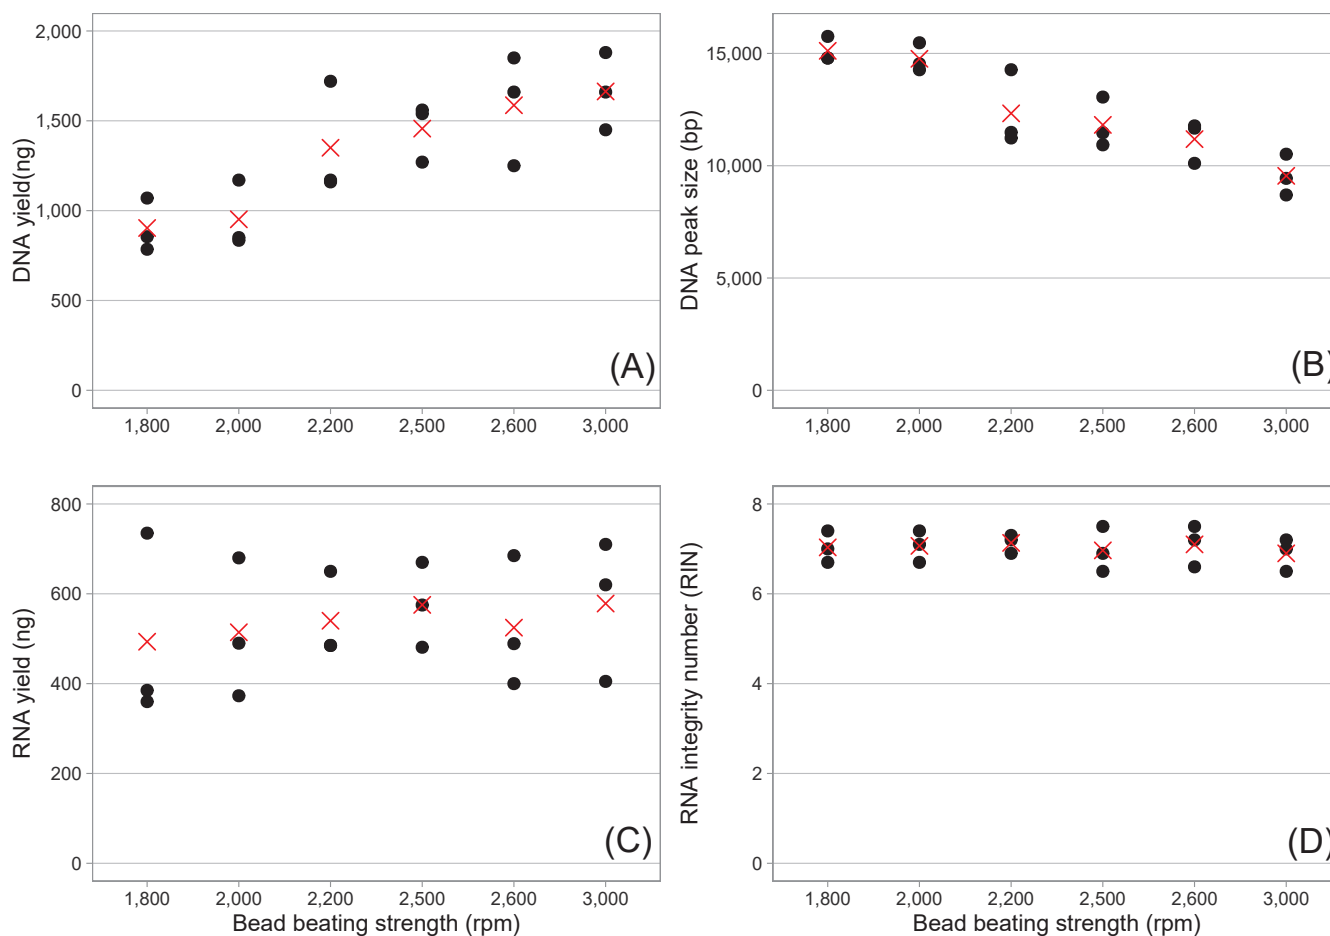 DNA yield(ng)
2,000
1,500
1,000
500
0
1,800 2,000 2,200 2,500 2,600 3,000
(A)
DNA peak size (bp)
15,000
10,000
5,000
0
1,800 2,000 2,200 2,500 2,600 3,000
(B)
RNA yield (ng)
800
600
400
200
0
1,800 2,000 2,200 2,500 2,600 3,000
Bead beating strength (rpm)
(C)
RNA integrity number (RIN)
8
6
4
2
0
1,800 2,000 2,200 2,500 2,600 3,000
Bead beating strength (rpm)
(D)